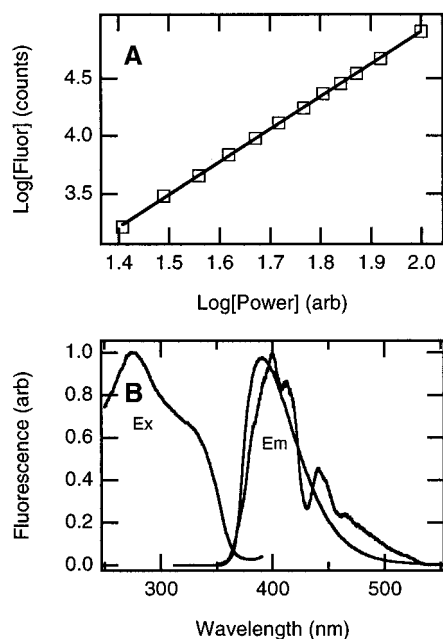 A
Log[Fluor] (counts)
4.5
4.0
3.5
1.4 1.5 1.6 1.7 1.8 1.9 2.0
Log[Power] (arb)
B
Fluorescence (arb)
1.0
0.8
0.6
0.4
0.2
0.0
Ex
Em
300 400 500
Wavelength (nm)